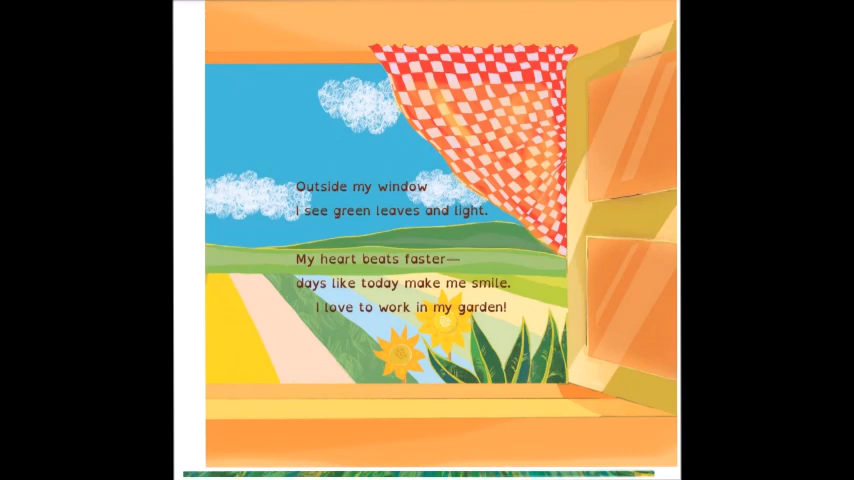 Outside my window
I see green leaves and light.
My heart beats faster—
days like today make me smile.
I love to work in my garden!